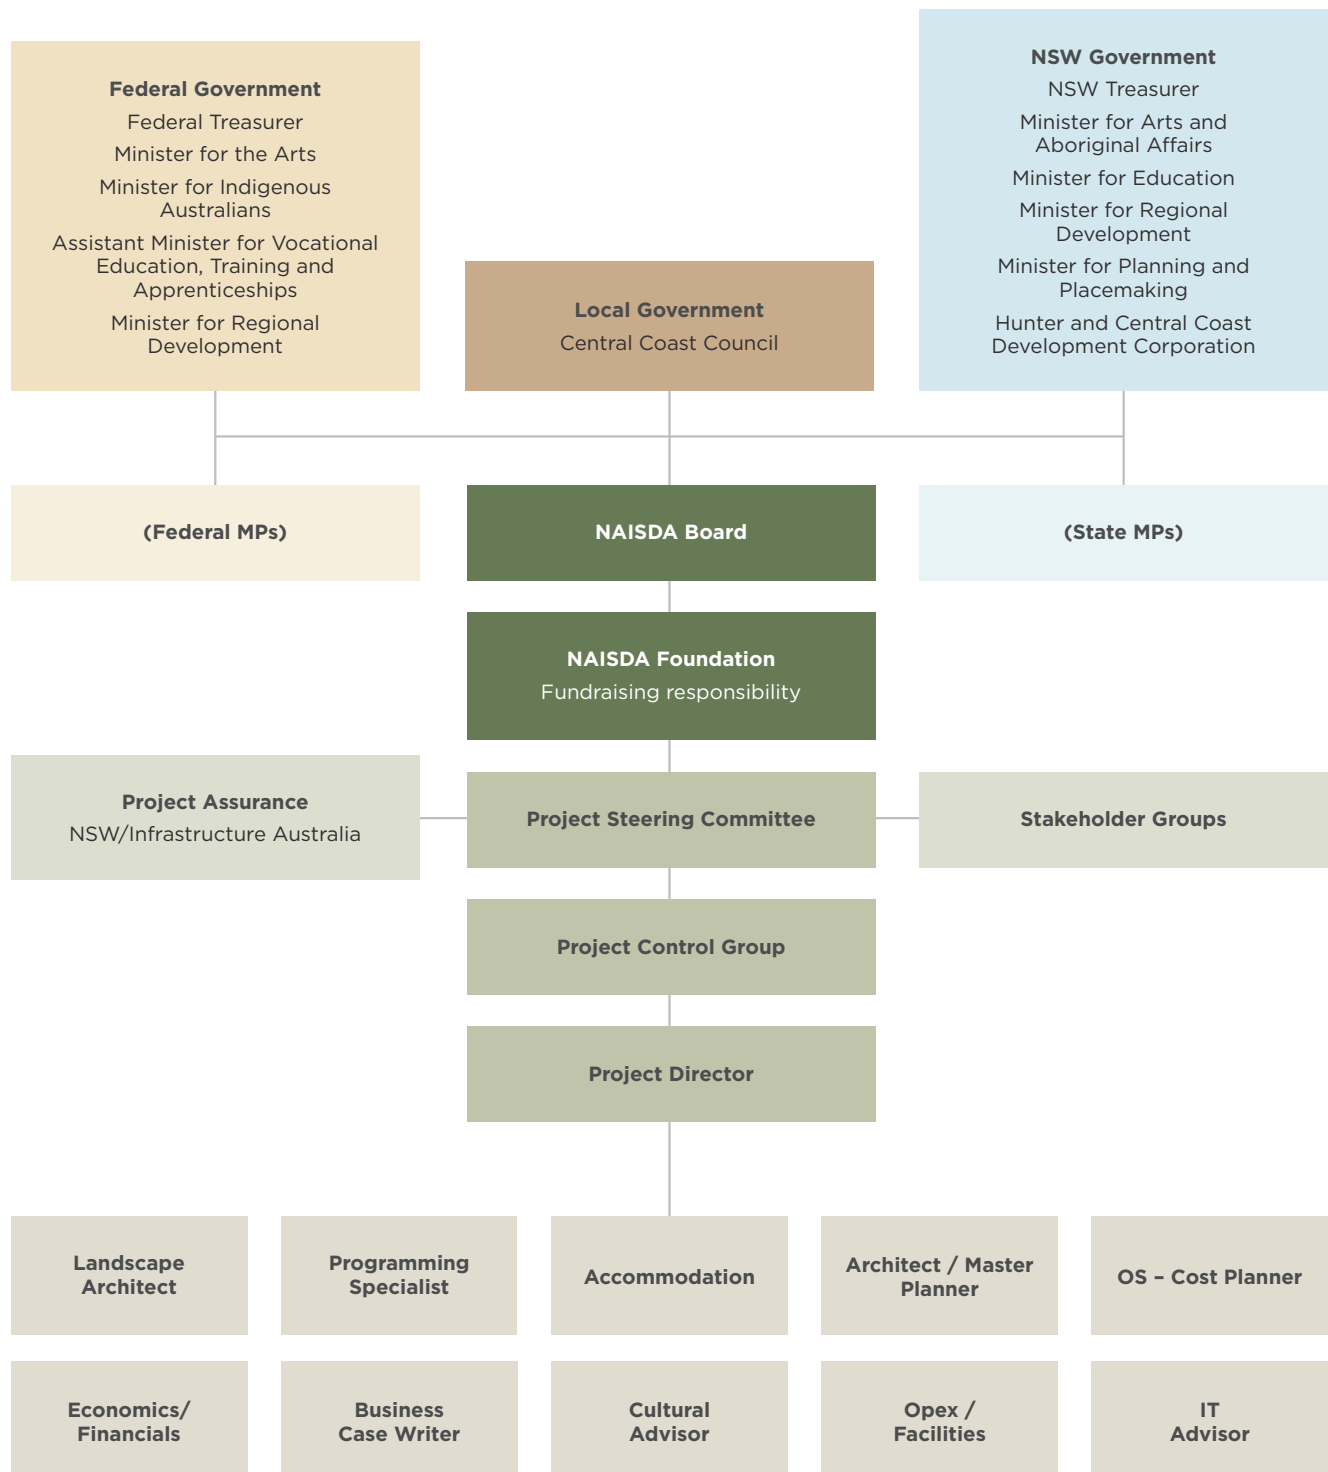 Federal Government
Federal Treasurer
Minister for the Arts
Minister for Indigenous
Australians
Assistant Minister for Vocational
Education, Training and
Apprenticeships
Minister for Regional
Development
Local Government
Central Coast Council
NSW Government
NSW Treasurer
Minister for Arts and
Aboriginal Affairs
Minister for Education
Minister for Regional
Development
Minister for Planning and
Placemaking
Hunter and Central Coast
Development Corporation
(Federal MPs)
NAISDA Board
(State MPs)
NAISDA Foundation
Fundraising responsibility
Project Assurance
NSW/Infrastructure Australia
Project Steering Committee
Stakeholder Groups
Project Control Group
Project Director
Landscape
Architect
Programming
Specialist
Accommodation
Architect / Master
Planner
OS – Cost Planner
Economics/
Financials
Business
Case Writer
Cultural
Advisor
Opex /
Facilities
IT
Advisor